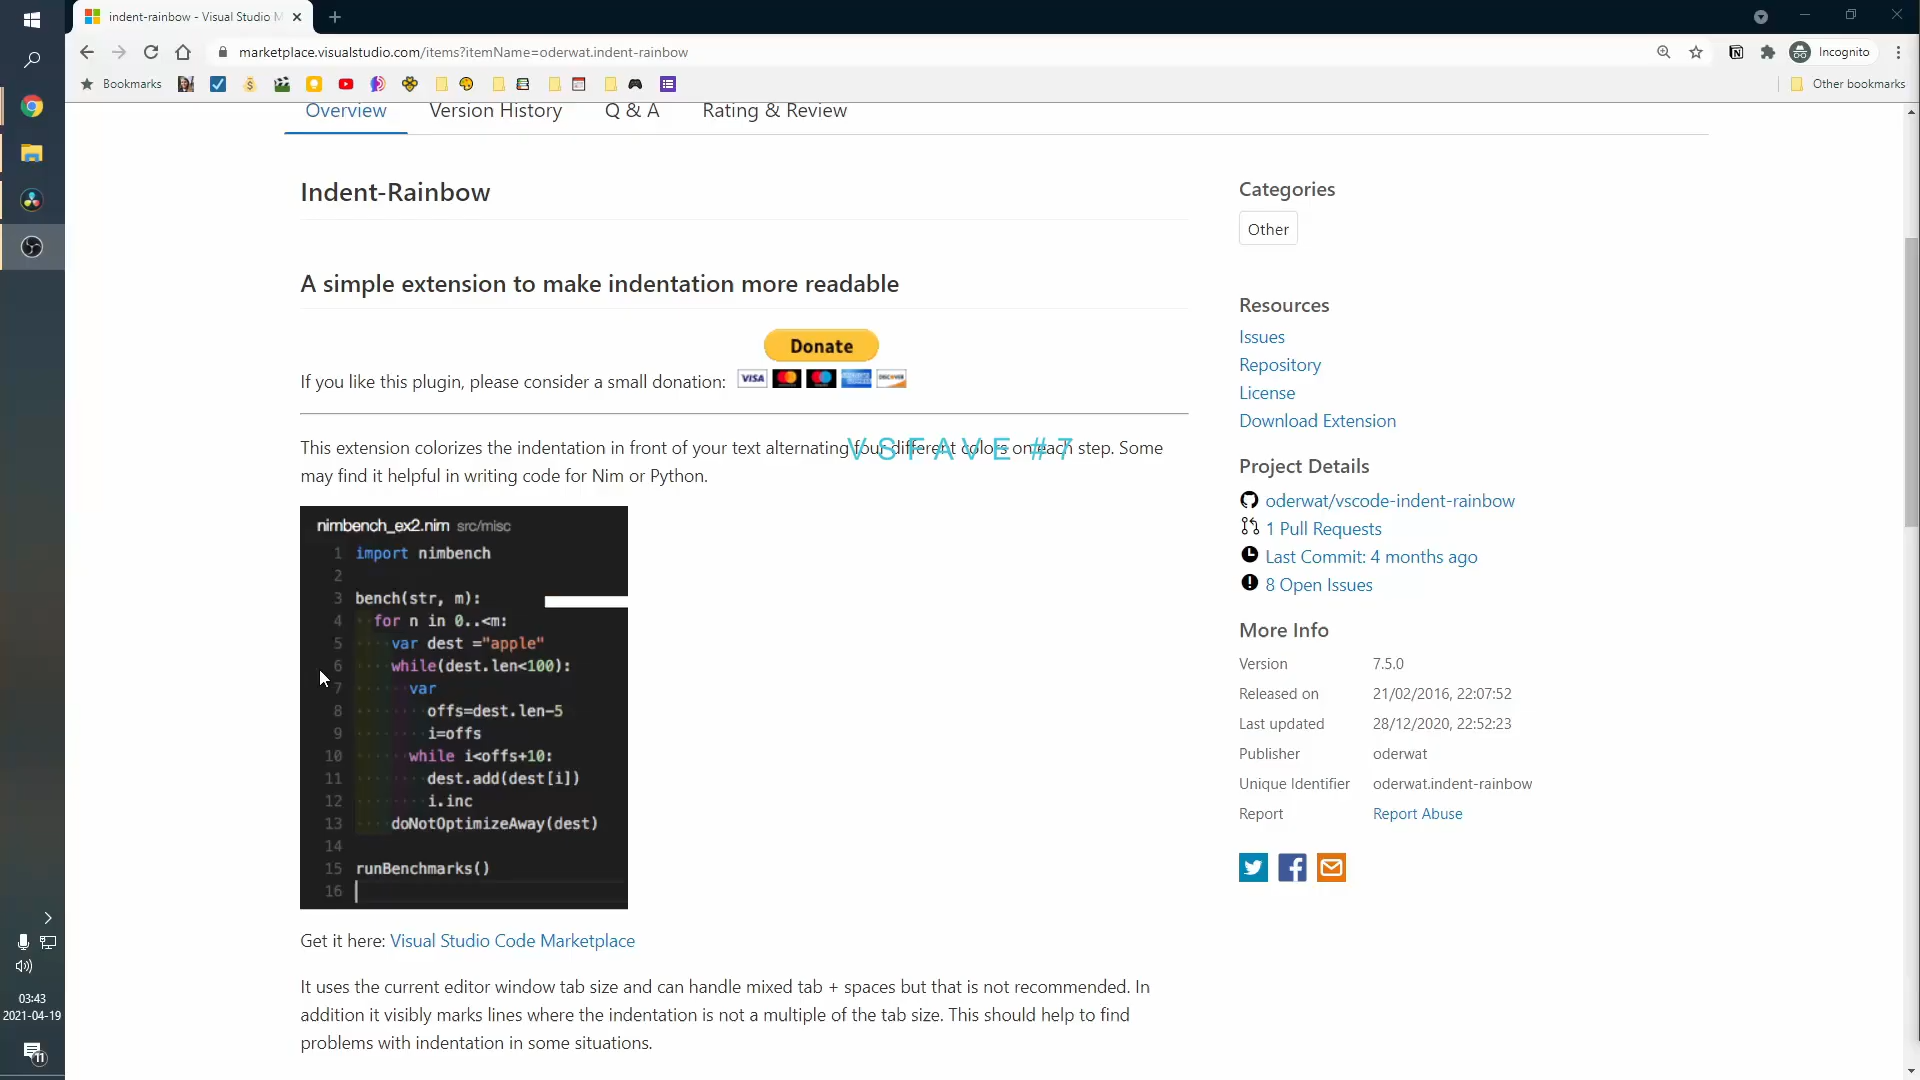 indent-rainbow - Visual Studio M
marketplace.visualstudio.com/items?itemName=oderwat.indent-rainbow
Incognito
Bookmarks
Other bookmarks
Overview
Version History
Q & A
Rating & Review
Indent-Rainbow
A simple extension to make indentation more readable
Donate
If you like this plugin, please consider a small donation:
VISA
DISCOVER
This extension colorizes the indentation in front of your text alternating four different colors on each step. Some
may find it helpful in writing code for Nim or Python.
VSFAVE #7
nimbench_ex2.nim src/misc
1 import nimbench
2
3 bench(str, m):
4 for n in 0..<m:
5 var dest ="apple"
6 while(dest.len<100):
7 var
8 offs=dest.len-5
9 i=offs
10 while i<offs+10:
11 dest.add(dest[i])
12 i.inc
13 doNotOptimizeAway(dest)
14
15 runBenchmarks()
16
Get it here: Visual Studio Code Marketplace
It uses the current editor window tab size and can handle mixed tab + spaces but that is not recommended. In
addition it visibly marks lines where the indentation is not a multiple of the tab size. This should help to find
problems with indentation in some situations.
Categories
Other
Resources
Issues
Repository
License
Download Extension
Project Details
oderwat/vscode-indent-rainbow
1 Pull Requests
Last Commit: 4 months ago
8 Open Issues
More Info
Version 7.5.0
Released on 21/02/2016, 22:07:52
Last updated 28/12/2020, 22:52:23
Publisher oderwat
Unique Identifier oderwat.indent-rainbow
Report Report Abuse
03:43
2021-04-19
11